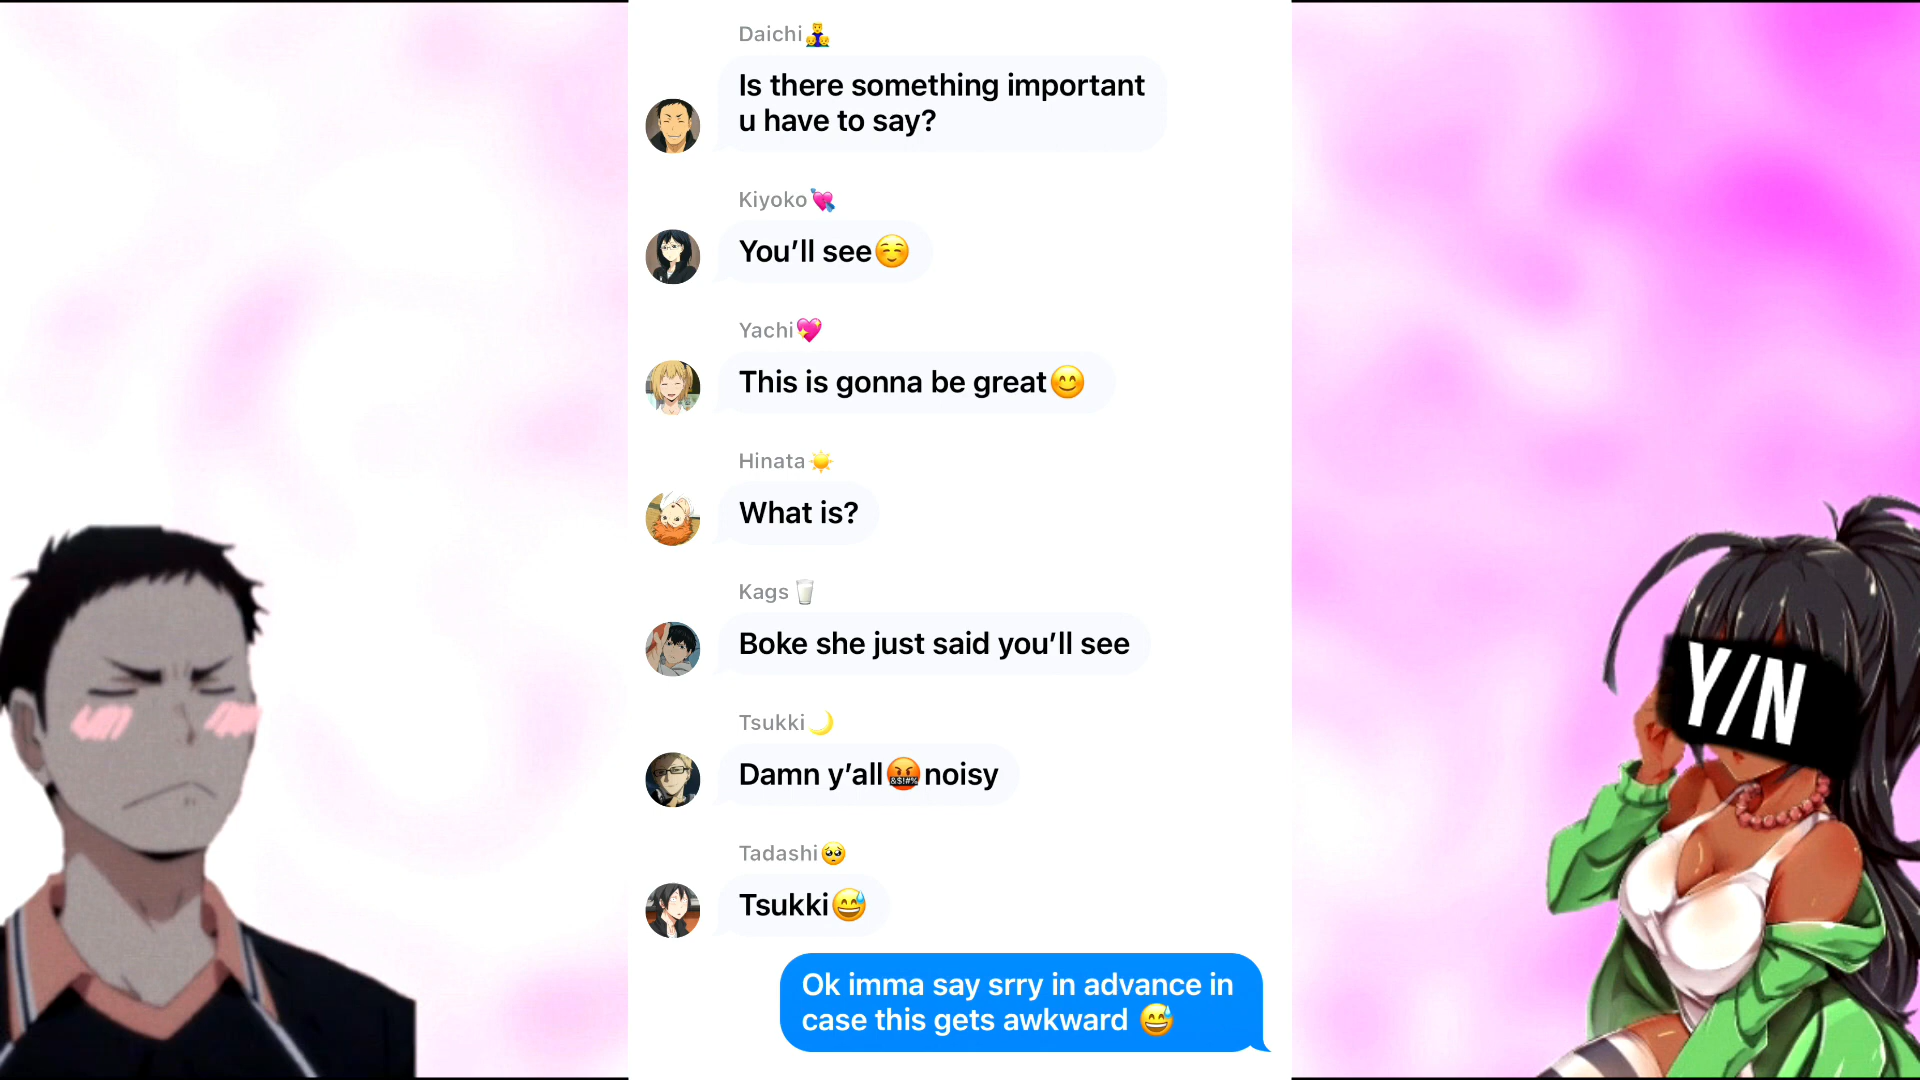 Daichi👨‍👧‍👦
Is there something important
u have to say?
Kiyoko💘
You’ll see☺️
Yachi💖
This is gonna be great😊
Hinata☀️
What is?
Kags🥛
Boke she just said you’ll see
Tsukki🌙
Damn y’all🤬noisy
Tadashi🥺
Tsukki😅
Ok imma say srry in advance in
case this gets awkward 😅
Y/N